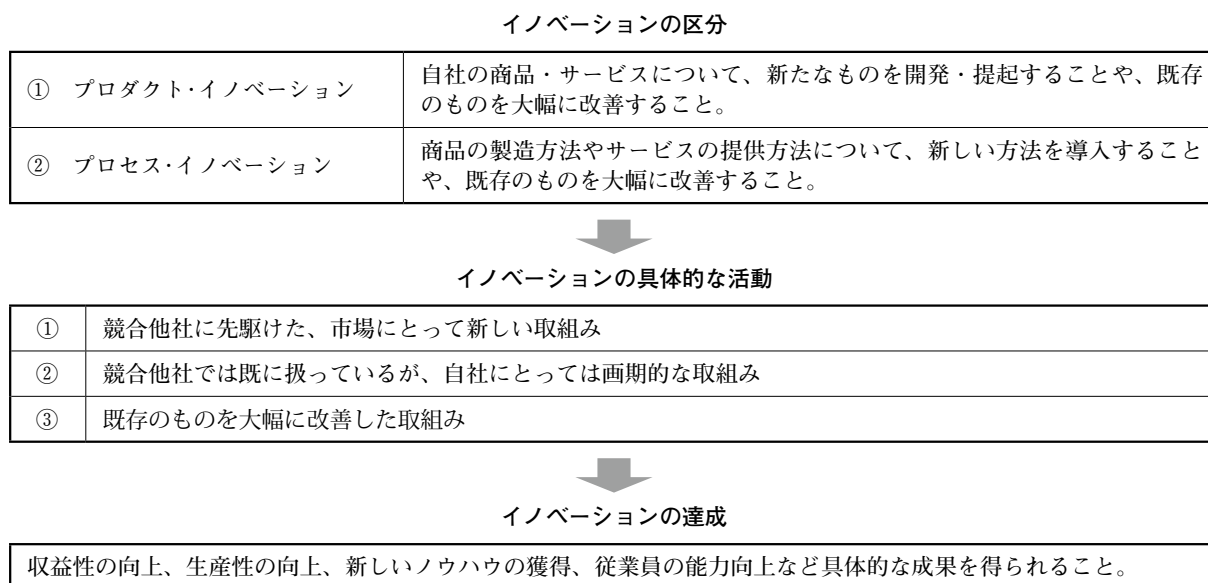 イノベーションの区分
① プロダクト・イノベーション
自社の商品・サービスについて、新たなものを開発・提起することや、既存
のものを大幅に改善すること。
② プロセス・イノベーション
商品の製造方法やサービスの提供方法について、新しい方法を導入すること
や、既存のものを大幅に改善すること。
イノベーションの具体的な活動
① 競合他社に先駆けた、市場にとって新しい取組み
② 競合他社では既に扱っているが、自社にとっては画期的な取組み
③ 既存のものを大幅に改善した取組み
イノベーションの達成
収益性の向上、生産性の向上、新しいノウハウの獲得、従業員の能力向上など具体的な成果を得られること。